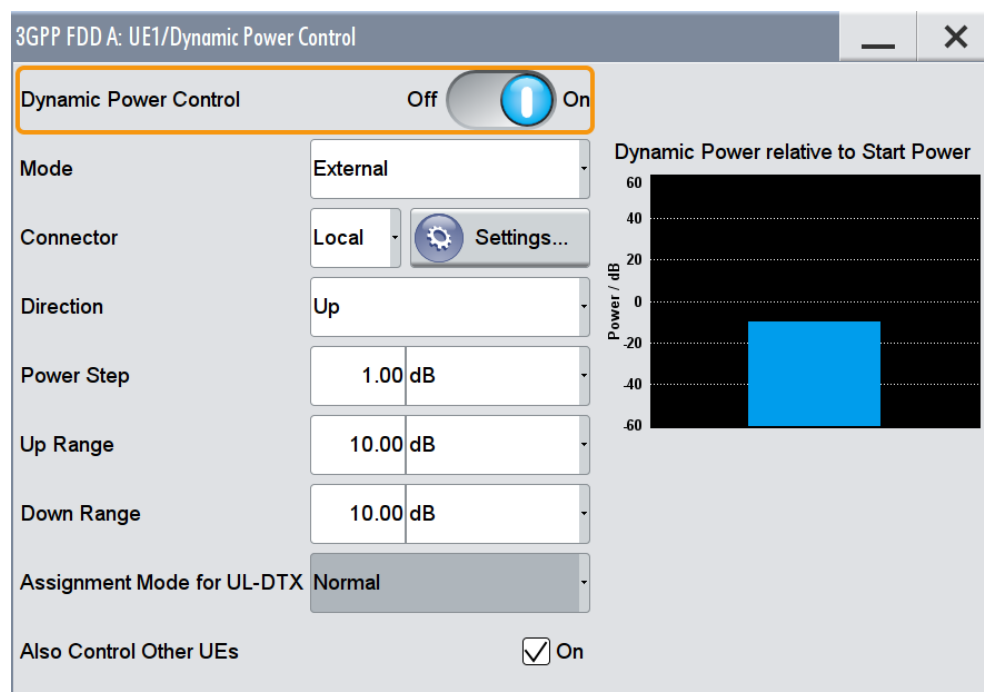 3GPP FDD A: UE1/Dynamic Power Control
Dynamic Power Control Off On
Mode External
Connector Local Settings...
Direction Up
Power Step 1.00 dB
Up Range 10.00 dB
Down Range 10.00 dB
Assignment Mode for UL-DTX Normal
Also Control Other UEs On
Dynamic Power relative to Start Power
Power / dB
60
40
20
0
-20
-40
-60